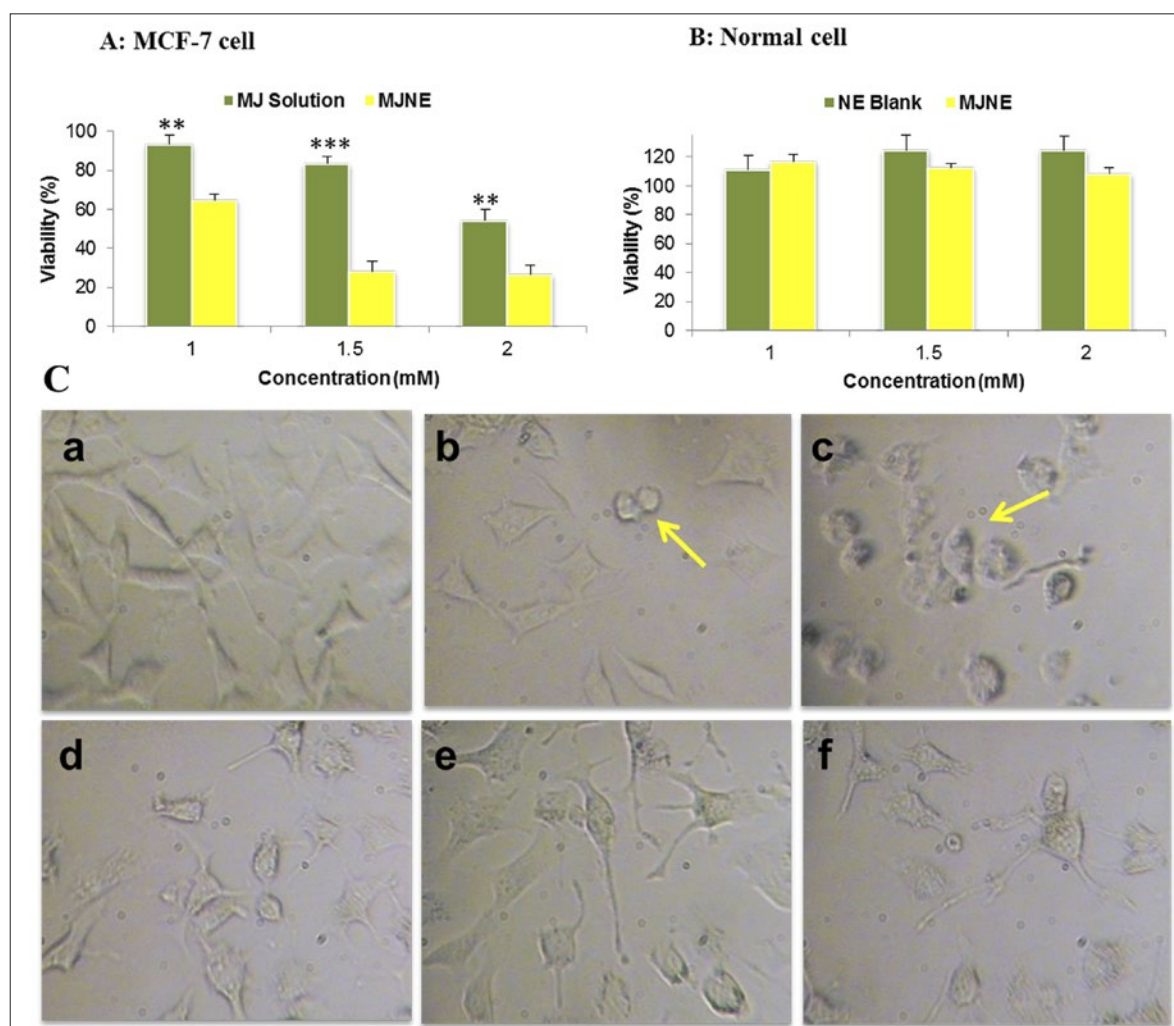 A: MCF-7 cell
MJ Solution MJNE
** *** **
Viability (%)
100
80
60
40
20
0
1 1.5 2
Concentration (mM)
B: Normal cell
NE Blank MJNE
Viability (%)
120
100
80
60
40
20
0
1 1.5 2
Concentration (mM)
C
a b c
d e f